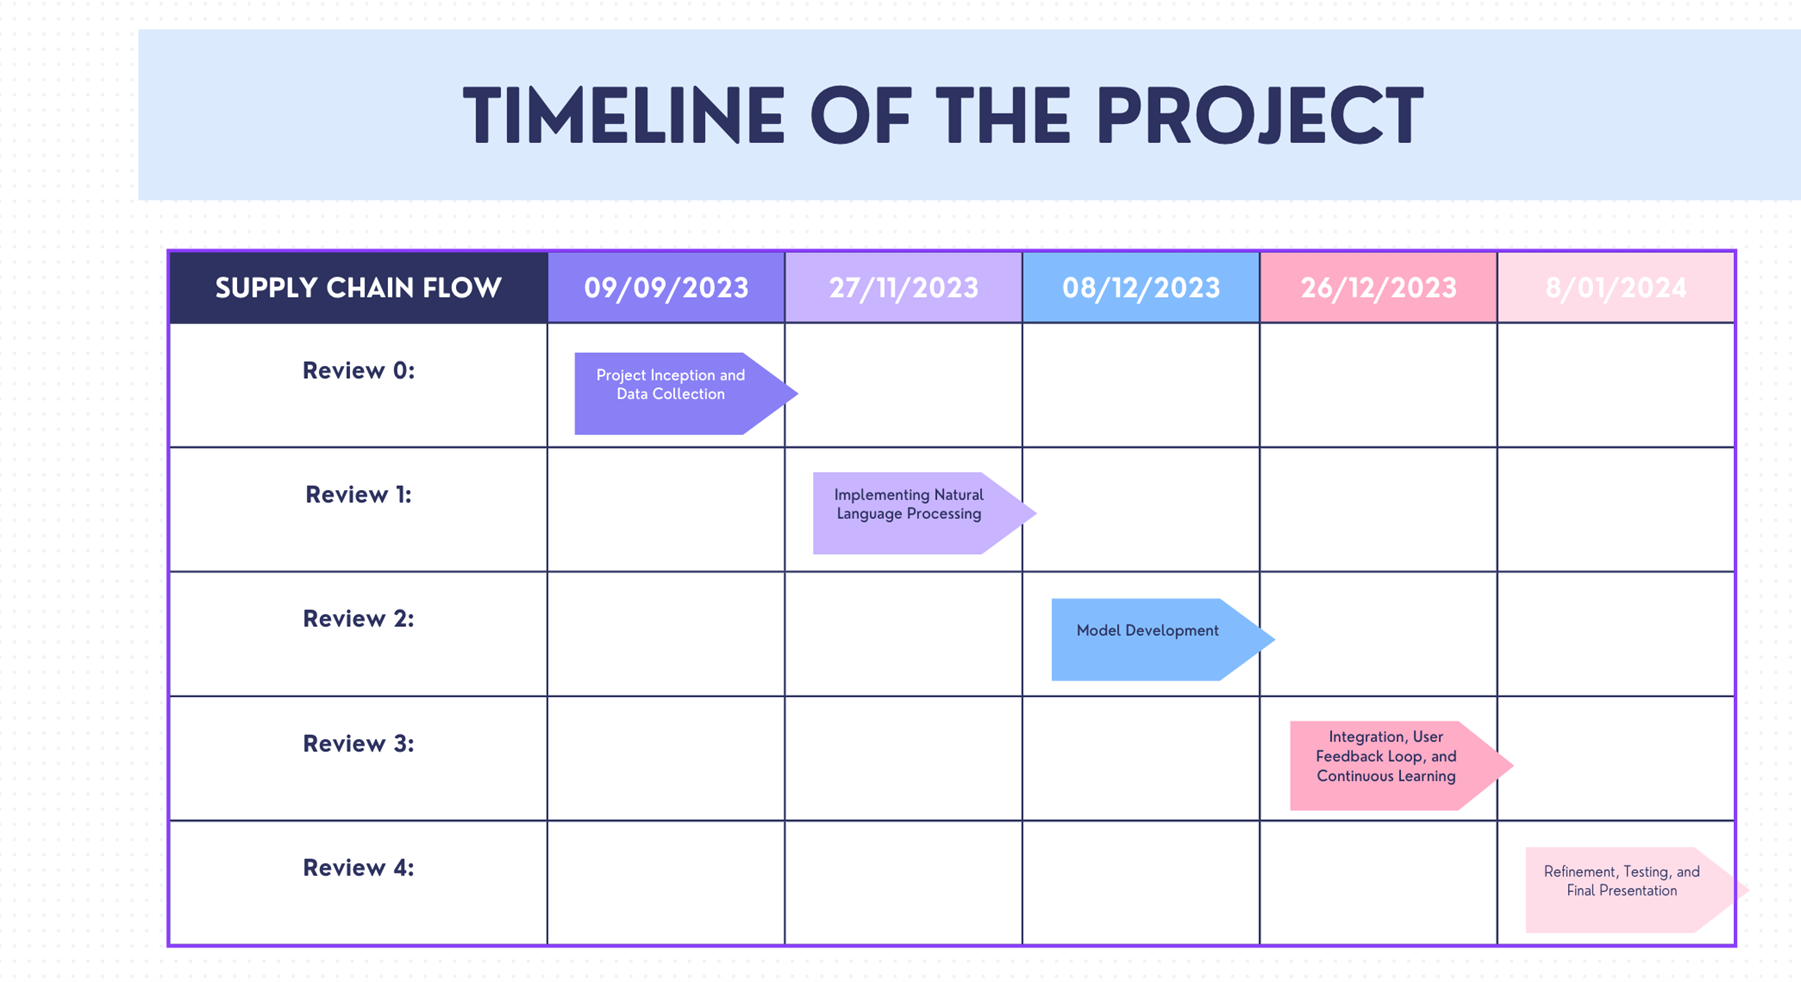 TIMELINE OF THE PROJECT
SUPPLY CHAIN FLOW 09/09/2023 27/11/2023 08/12/2023 26/12/2023 8/01/2024
Review 0:
Project Inception and
Data Collection
Review 1:
Implementing Natural
Language Processing
Review 2:
Model Development
Review 3:
Integration, User
Feedback Loop, and
Continuous Learning
Review 4:
Refinement, Testing, and
Final Presentation